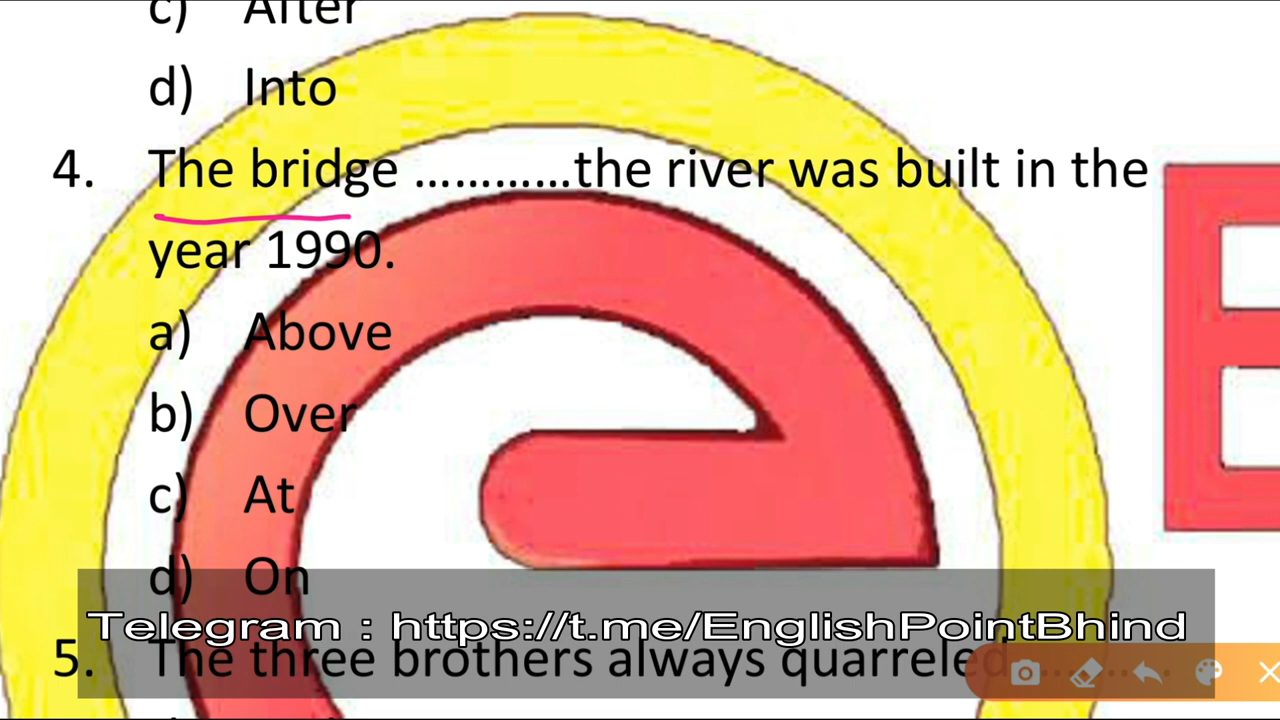 c) After
d) Into
4. The bridge …………the river was built in the
year 1990.
a) Above
b) Over
c) At
d) On
Telegram : https://t.me/EnglishPointBhind
5. The three brothers always quarreled ……….
E